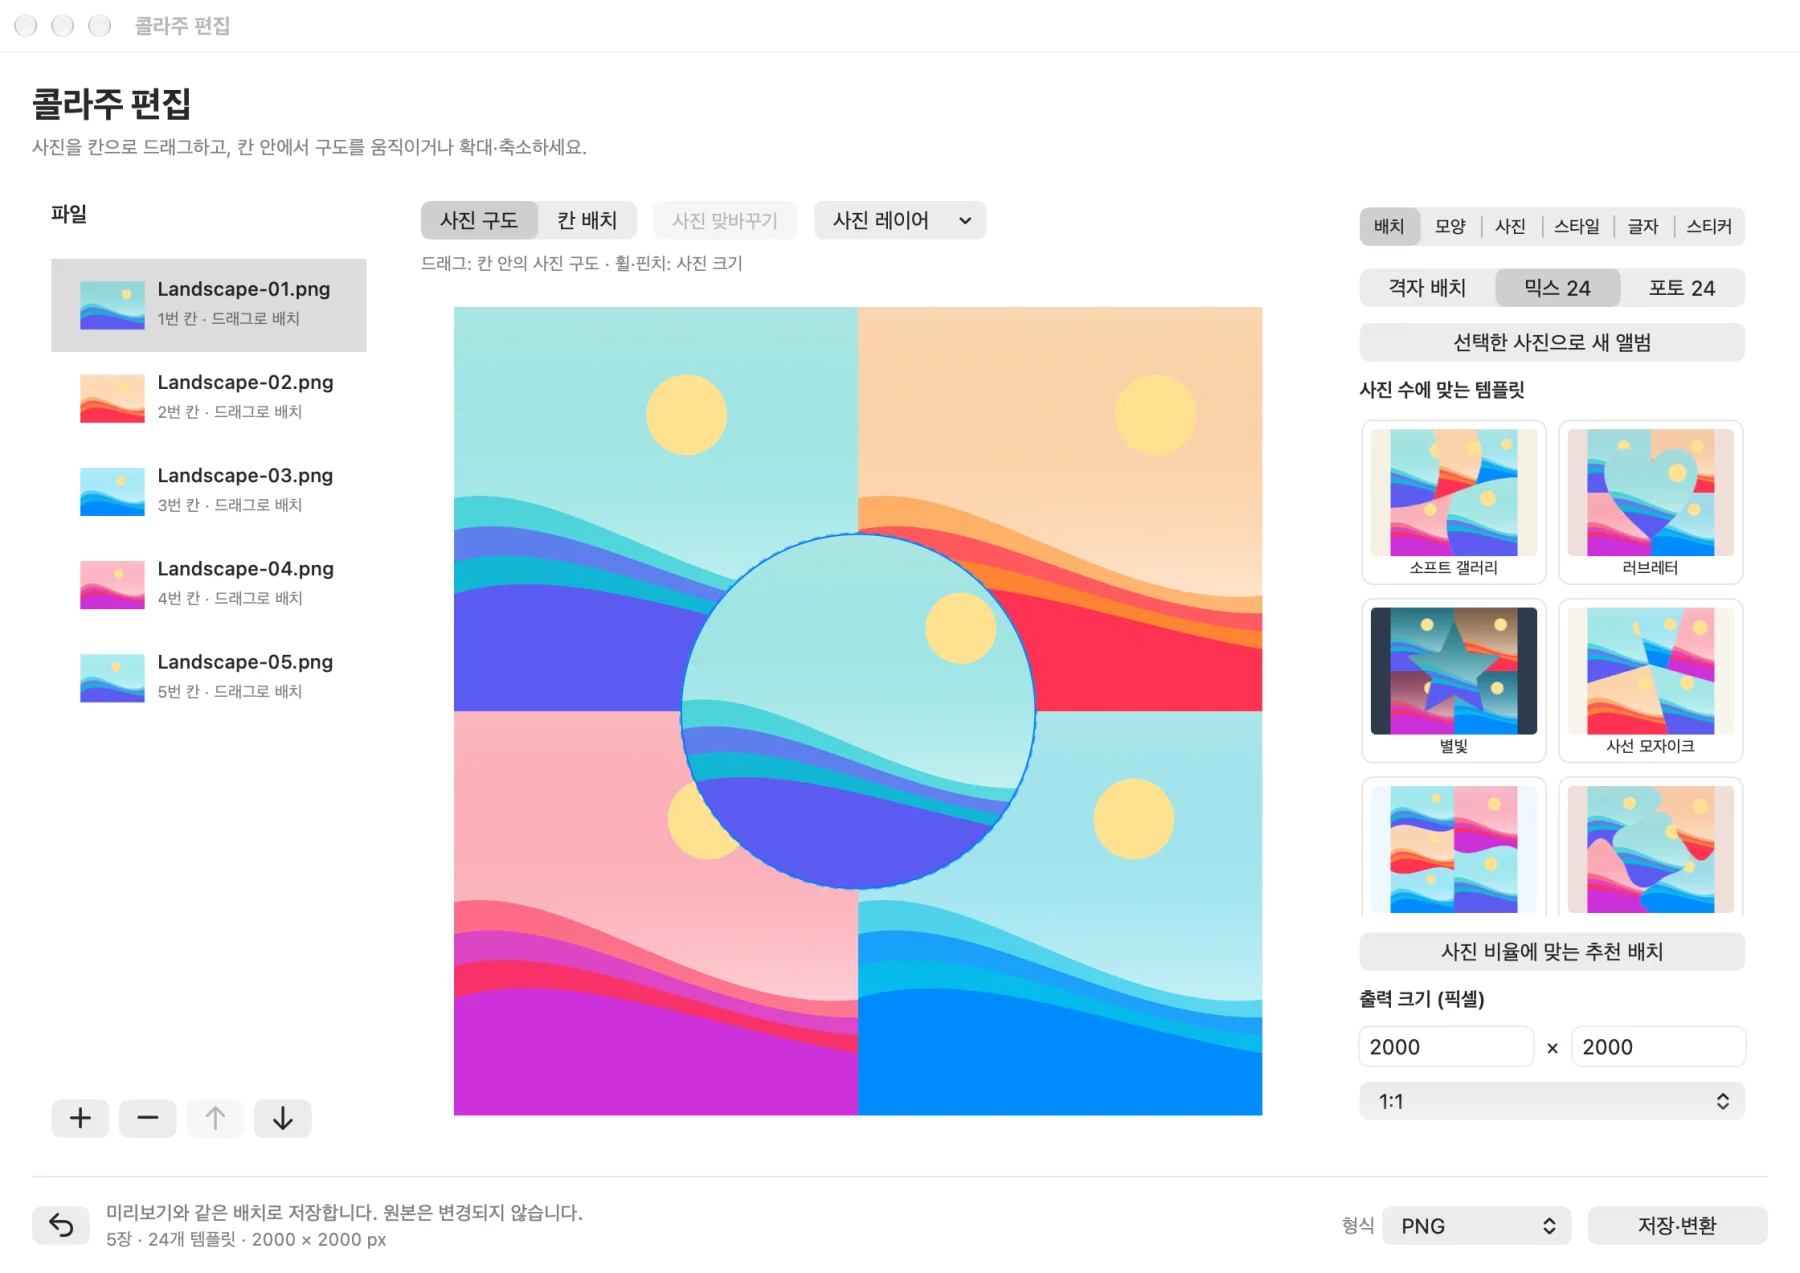 콜라주 편집
콜라주 편집
사진을 칸으로 드래그하고, 칸 안에서 구도를 움직이거나 확대·축소하세요.
파일
Landscape-01.png
1번 칸 · 드래그로 배치
Landscape-02.png
2번 칸 · 드래그로 배치
Landscape-03.png
3번 칸 · 드래그로 배치
Landscape-04.png
4번 칸 · 드래그로 배치
Landscape-05.png
5번 칸 · 드래그로 배치
사진 구도 칸 배치 사진 맞바꾸기 사진 레이어
드래그: 칸 안의 사진 구도 · 휠·핀치: 사진 크기
배치 모양 사진 스타일 글자 스티커
격자 배치 믹스 24 포토 24
선택한 사진으로 새 앨범
사진 수에 맞는 템플릿
소프트 갤러리 러브레터
별빛 사선 모자이크
사진 비율에 맞는 추천 배치
출력 크기 (픽셀)
2000 × 2000
1:1
미리보기와 같은 배치로 저장합니다. 원본은 변경되지 않습니다.
5장 · 24개 템플릿 · 2000 × 2000 px
형식 PNG 저장·변환